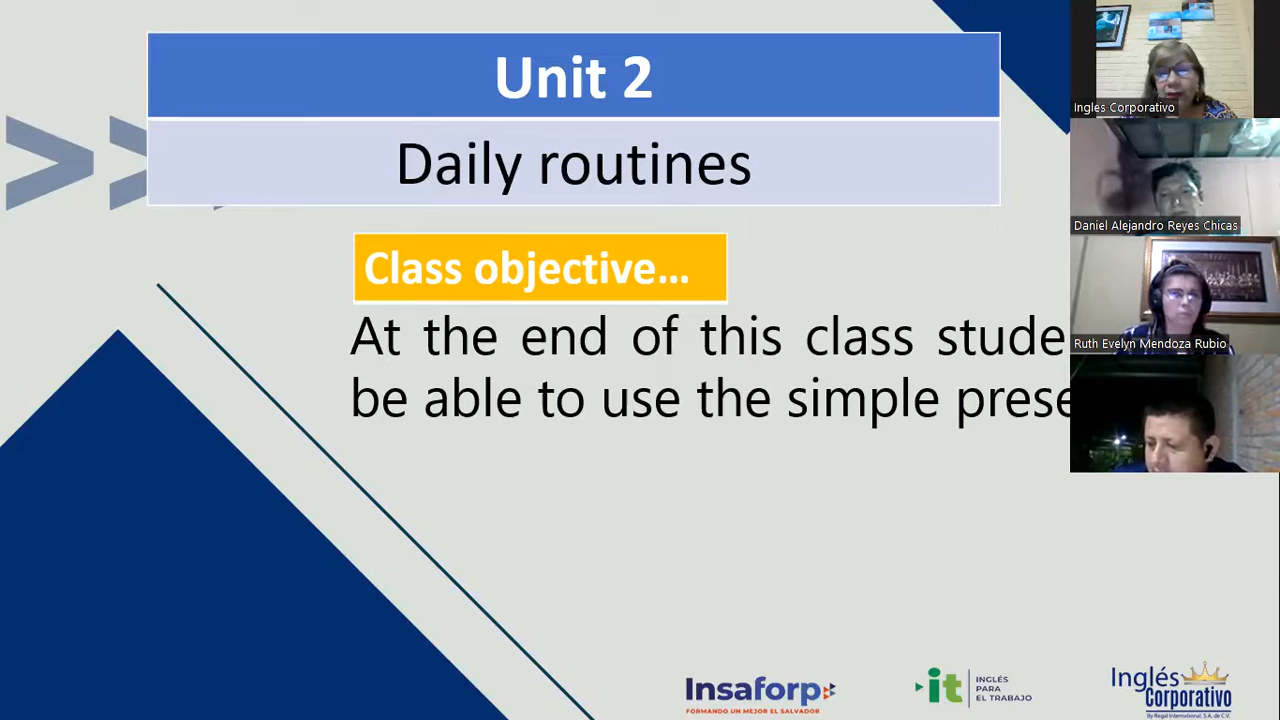 Unit 2
Daily routines
Class objective...
At the end of this class stude
be able to use the simple prese
Ingles Corporativo
Daniel Alejandro Reyes Chicas
Ruth Evelyn Mendoza Rubio
Insaforp
FORMANDO UN MEJOR EL SALVADOR
it
INGLÉS
PARA
EL TRABAJO
Inglés
Corporativo
By Regal International, S.A. de C.V.